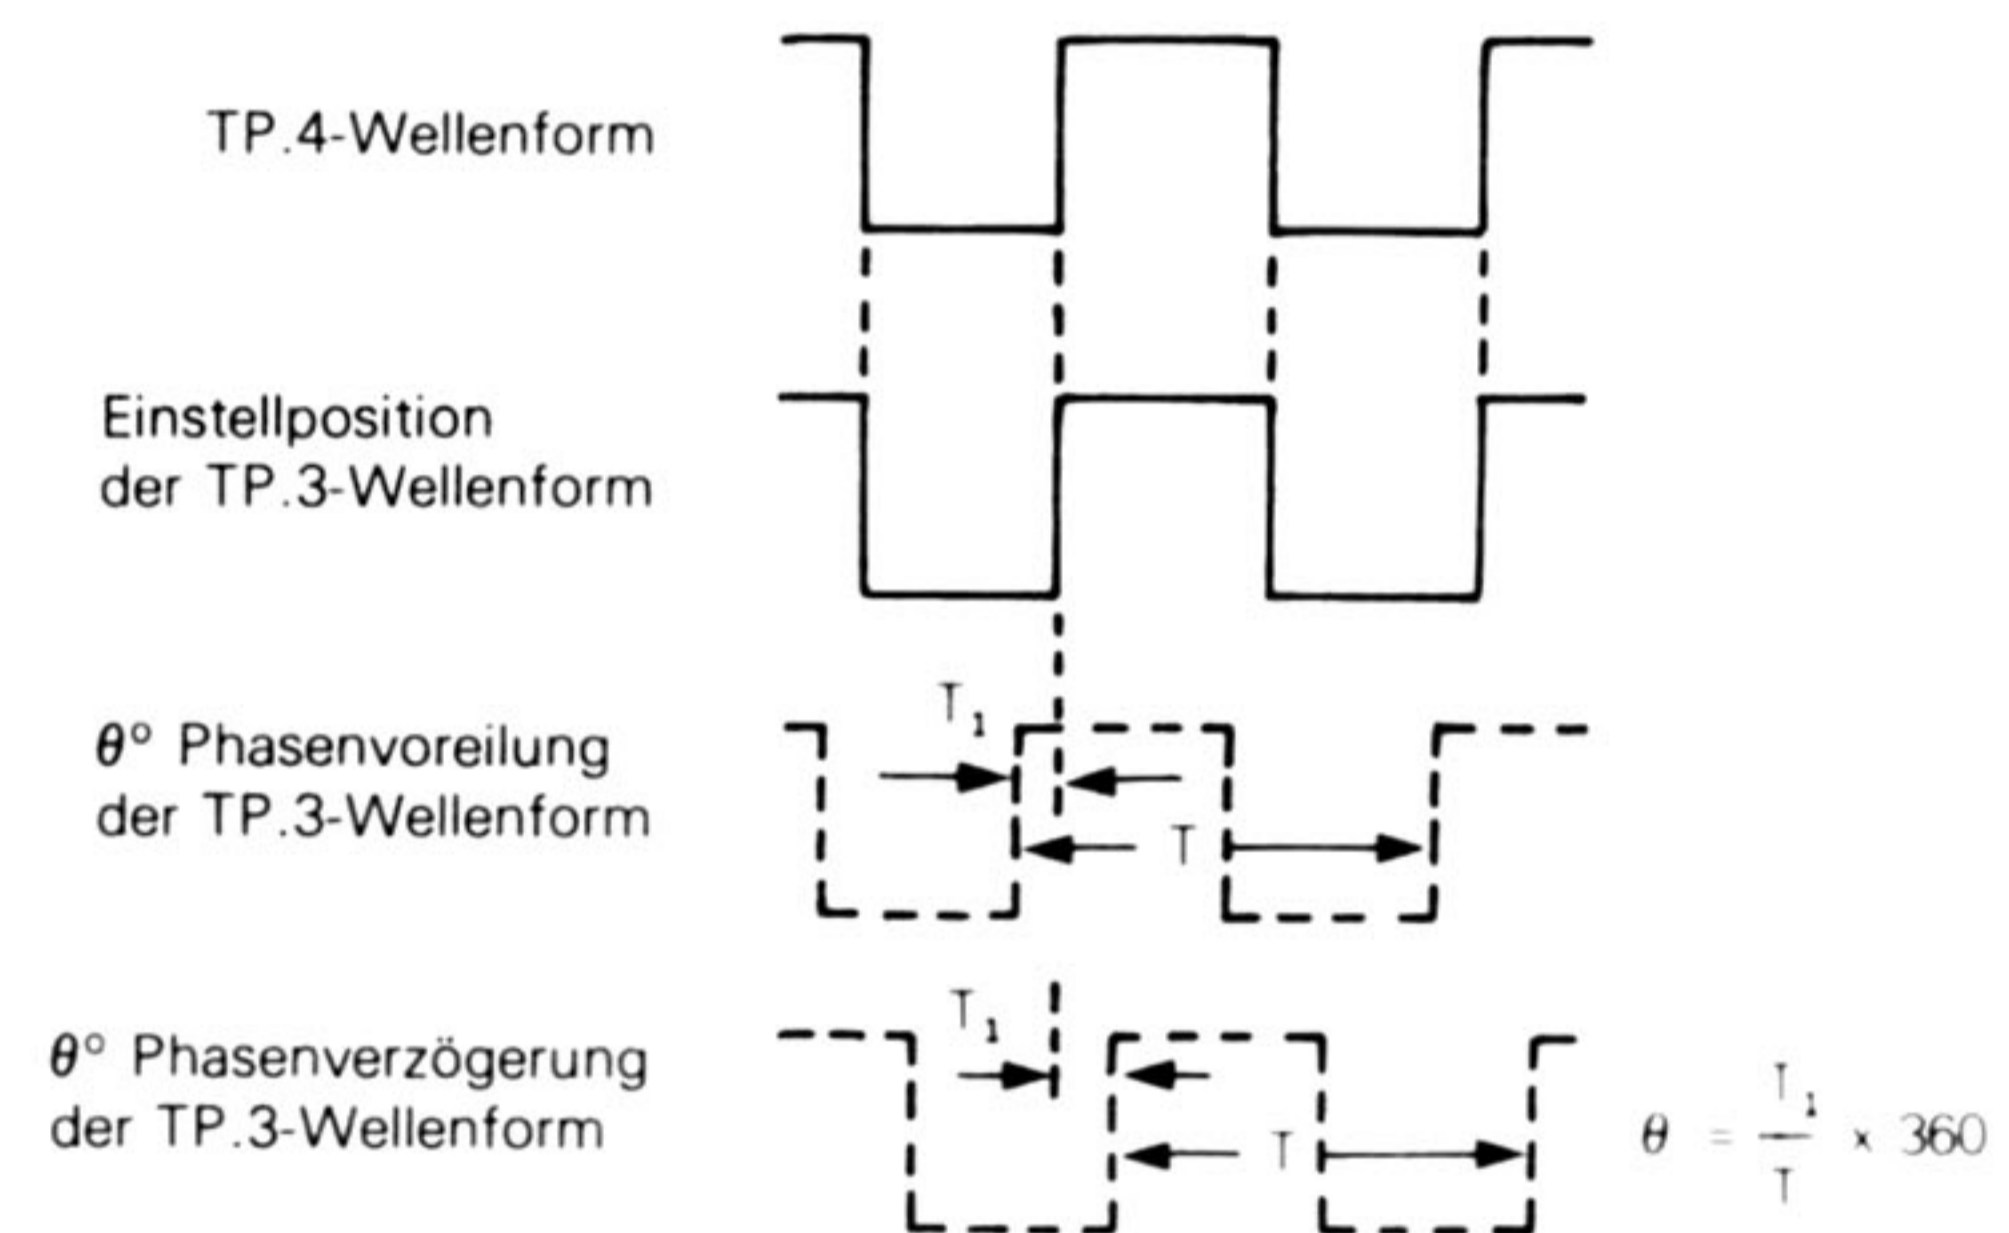 TP.4-Wellenform
Einstellposition
der TP.3-Wellenform
T₁
θ° Phasenvoreilung
der TP.3-Wellenform
T
T₁
θ° Phasenverzögerung
der TP.3-Wellenform
T
θ = T₁/T × 360